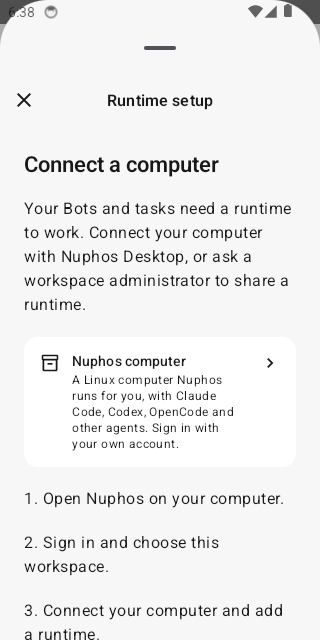 6:38
Runtime setup
Connect a computer
Your Bots and tasks need a runtime
to work. Connect your computer
with Nuphos Desktop, or ask a
workspace administrator to share a
runtime.
Nuphos computer
A Linux computer Nuphos
runs for you, with Claude
Code, Codex, OpenCode and
other agents. Sign in with
your own account.
1. Open Nuphos on your computer.
2. Sign in and choose this
workspace.
3. Connect your computer and add
a runtime.